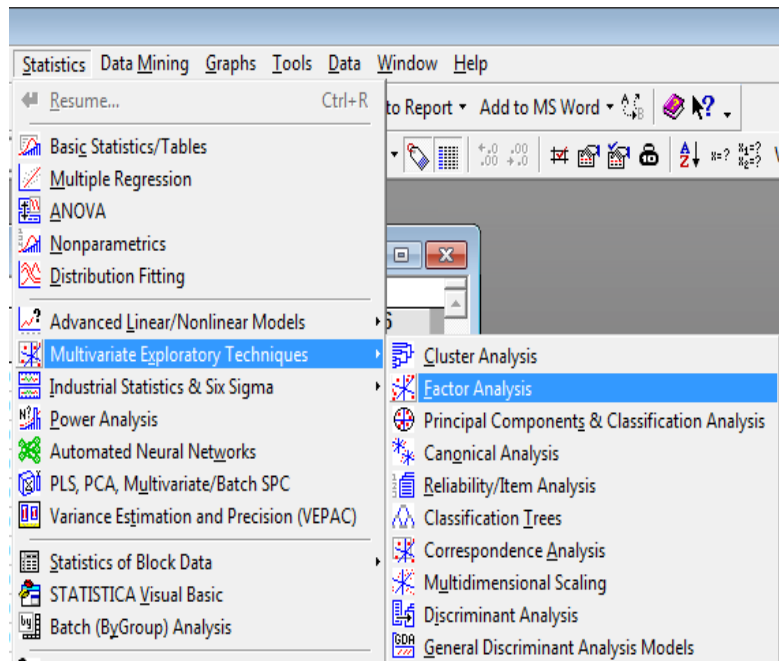 Statistics Data Mining Graphs Tools Data Window Help
Resume... Ctrl+R
to Report Add to MS Word
Basic Statistics/Tables
Multiple Regression
ANOVA
Nonparametrics
Distribution Fitting
Advanced Linear/Nonlinear Models
Multivariate Exploratory Techniques
Industrial Statistics & Six Sigma
Power Analysis
Automated Neural Networks
PLS, PCA, Multivariate/Batch SPC
Variance Estimation and Precision (VEPAC)
Statistics of Block Data
STATISTICA Visual Basic
Batch (ByGroup) Analysis
Cluster Analysis
Factor Analysis
Principal Components & Classification Analysis
Canonical Analysis
Reliability/Item Analysis
Classification Trees
Correspondence Analysis
Multidimensional Scaling
Discriminant Analysis
General Discriminant Analysis Models